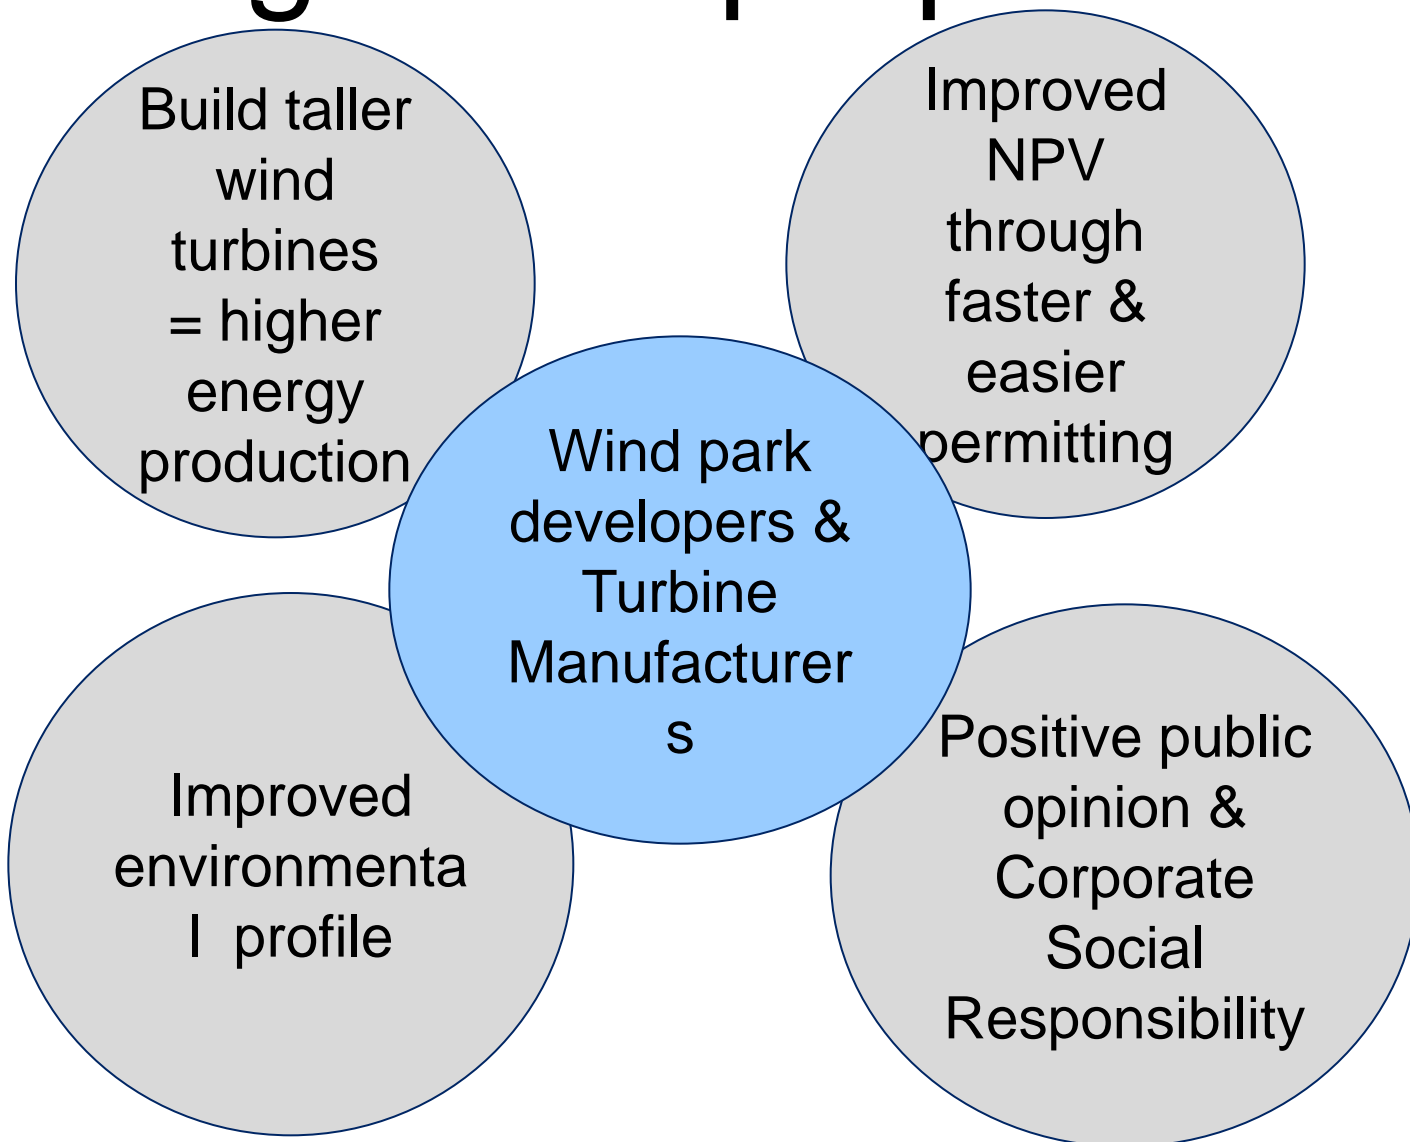 Build taller
wind
turbines
= higher
energy
production
Improved
NPV
through
faster &
easier
permitting
Wind park
developers &
Turbine
Manufacturer
s
Improved
environmenta
l  profile
Positive public
opinion &
Corporate
Social
Responsibility